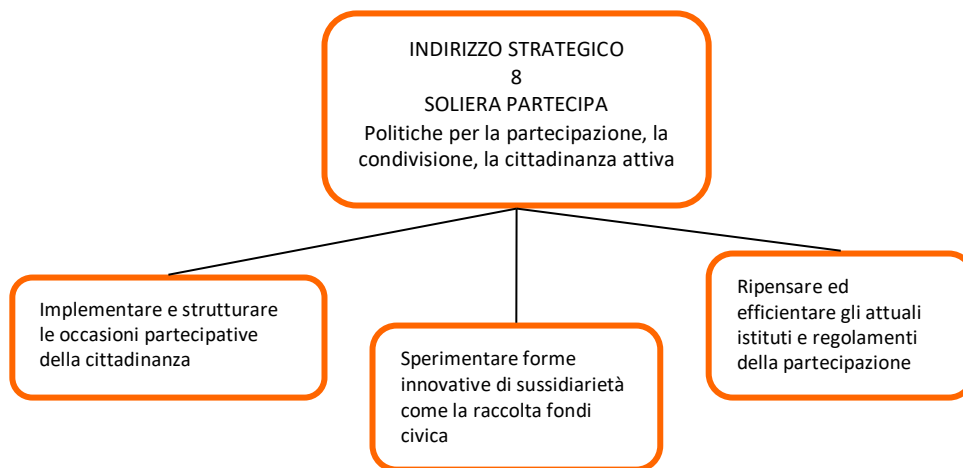 INDIRIZZO STRATEGICO
8
SOLIERA PARTECIPA
Politiche per la partecipazione, la
condivisione, la cittadinanza attiva
Implementare e strutturare
le occasioni partecipative
della cittadinanza
Sperimentare forme
innovative di sussidiarietà
come la raccolta fondi
civica
Ripensare ed
efficientare gli attuali
istituti e regolamenti
della partecipazione